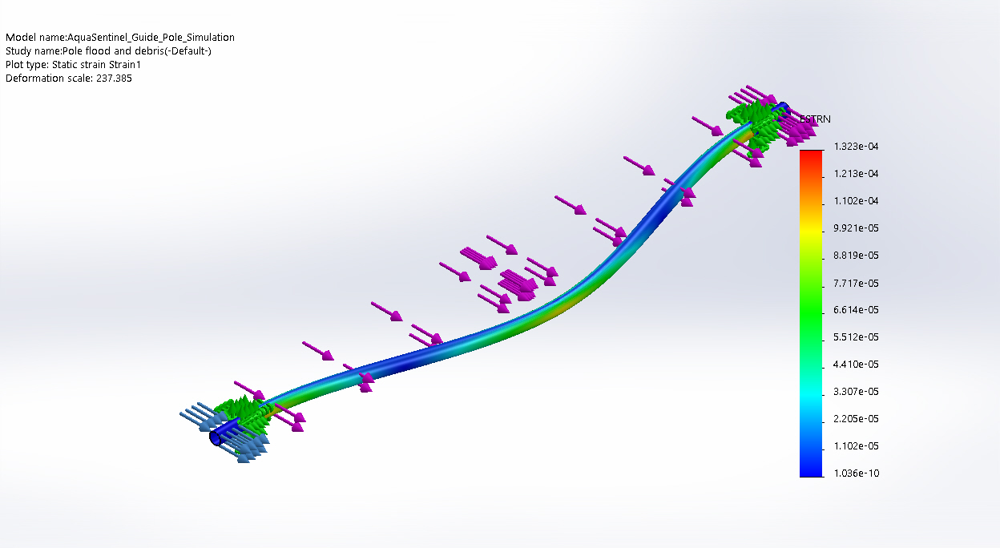 Model name:AquaSentinel_Guide_Pole_Simulation
Study name:Pole flood and debris(-Default-)
Plot type: Static strain Strain1
Deformation scale: 237.385
ESTRN
1.323e-04
1.213e-04
1.102e-04
9.921e-05
8.819e-05
7.717e-05
6.614e-05
5.512e-05
4.410e-05
3.307e-05
2.205e-05
1.102e-05
1.036e-10